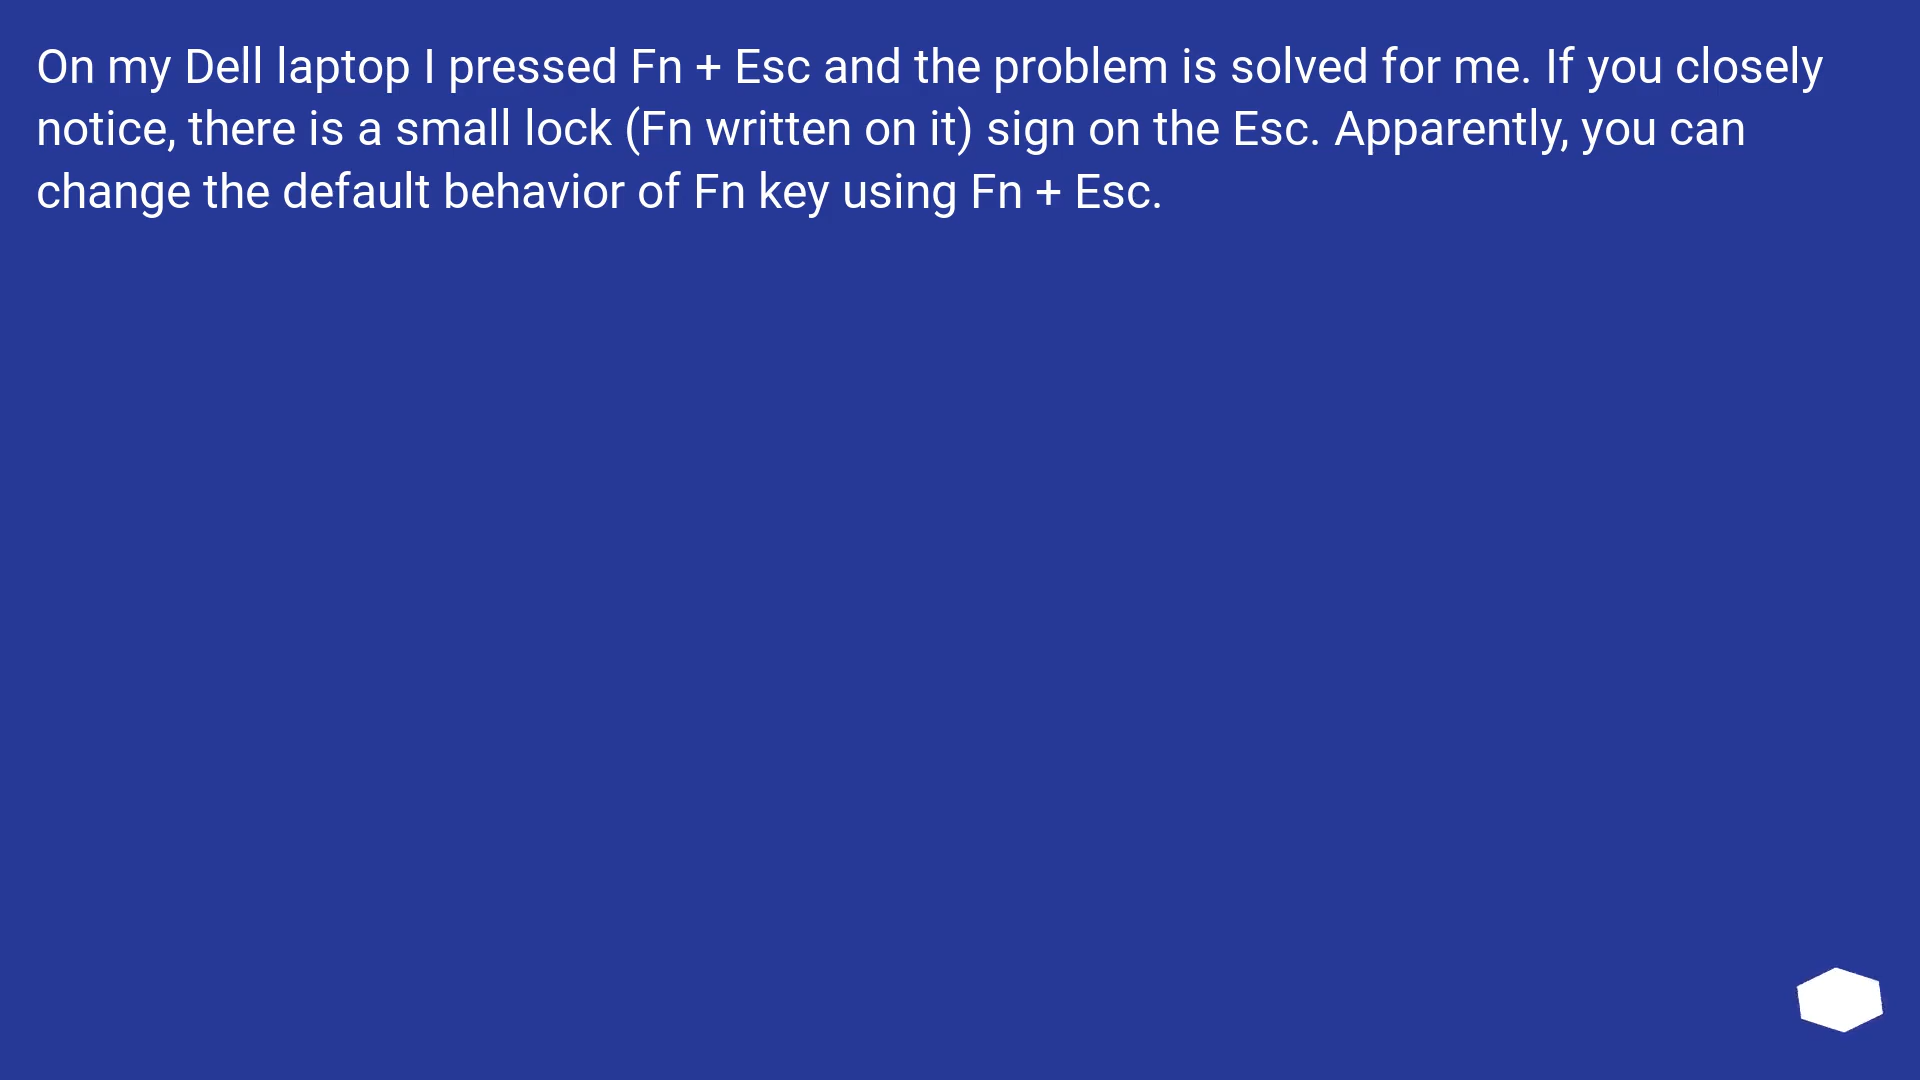 On my Dell laptop I pressed Fn + Esc and the problem is solved for me. If you closely
notice, there is a small lock (Fn written on it) sign on the Esc. Apparently, you can
change the default behavior of Fn key using Fn + Esc.